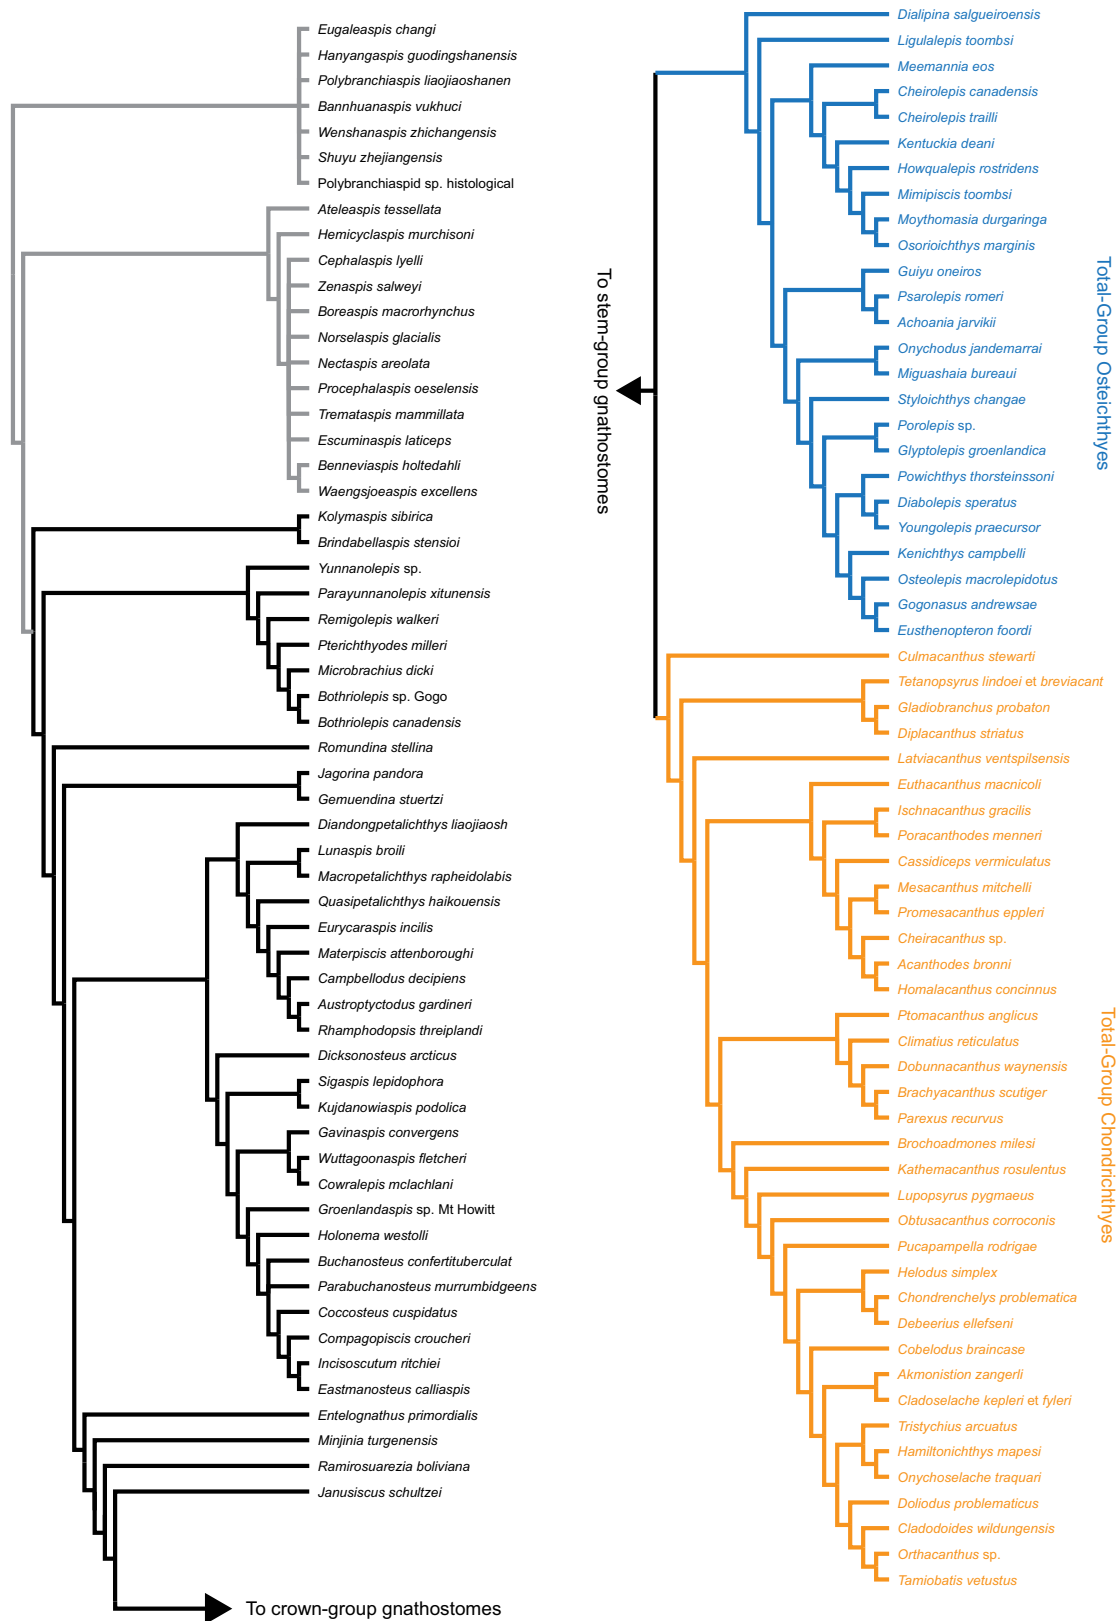 Eugaleaspis changi
Hanyangaspis guodingshanensis
Polybranchiaspis liaojiaoshanen
Bannhuanaspis vukhuci
Wenshanaspis zhichangensis
Shuyu zhejiangensis
Polybranchiaspid sp. histological
Ateleaspis tessellata
Hemicyclaspis murchisoni
Cephalaspis lyelli
Zenaspis salweyi
Boreaspis macrorhynchus
Norselaspis glacialis
Nectaspis areolata
Procephalaspis oeselensis
Tremataspis mammillata
Escuminaspis laticeps
Benneviaspis holtedahli
Waengsjoeaspis excellens
Kolymaspis sibirica
Brindabellaspis stensioi
Yunnanolepis sp.
Parayunnanolepis xitunensis
Remigolepis walkeri
Pterichthyodes milleri
Microbrachius dicki
Bothriolepis sp. Gogo
Bothriolepis canadensis
Romundina stellina
Jagorina pandora
Gemuendina stuertzi
Diandongpetalichthys liaojiaosh
Lunaspis broili
Macropetalichthys rapheidolabis
Quasipetalichthys haikouensis
Eurycaraspis incilis
Materpiscis attenboroughi
Campbellodus decipiens
Austroptyctodus gardineri
Rhamphodopsis threiplandi
Dicksonosteus arcticus
Sigaspis lepidophora
Kujdanowiaspis podolica
Gavinaspis convergens
Wuttagoonaspis fletcheri
Cowralepis mclachlani
Groenlandaspis sp. Mt Howitt
Holonema westolli
Buchanosteus confertituberculat
Parabuchanosteus murrumbidgeens
Coccosteus cuspidatus
Compagopiscis croucheri
Incisoscutum ritchiei
Eastmanosteus calliaspis
Entelognathus primordialis
Minjinia turgenensis
Ramirosuarezia boliviana
Janusiscus schultzei
To crown-group gnathostomes
To stem-group gnathostomes
Dialipina salgueiroensis
Ligulalepis toombsi
Meemannia eos
Cheirolepis canadensis
Cheirolepis trailli
Kentuckia deani
Howqualepis rostridens
Mimipiscis toombsi
Moythomasia durgaringa
Osorioichthys marginis
Guiyu oneiros
Psarolepis romeri
Achoania jarvikii
Onychodus jandemarrai
Miguashaia bureaui
Styloichthys changae
Porolepis sp.
Glyptolepis groenlandica
Powichthys thorsteinssoni
Diabolepis speratus
Youngolepis praecursor
Kenichthys campbelli
Osteolepis macrolepidotus
Gogonasus andrewsae
Eusthenopteron foordi
Total-Group Osteichthyes
Culmacanthus stewarti
Tetanopsyrus lindoei et breviacant
Gladiobranchus probaton
Diplacanthus striatus
Latviacanthus ventspilsensis
Euthacanthus macnicoli
Ischnacanthus gracilis
Poracanthodes menneri
Cassidiceps vermiculatus
Mesacanthus mitchelli
Promesacanthus eppleri
Cheiracanthus sp.
Acanthodes bronni
Homalacanthus concinnus
Ptomacanthus anglicus
Climatius reticulatus
Dobunnacanthus waynensis
Brachyacanthus scutiger
Parexus recurvus
Brochoadmones milesi
Kathemacanthus rosulentus
Lupopsyrus pygmaeus
Obtusacanthus corroconis
Pucapampella rodrigae
Helodus simplex
Chondrenchelys problematica
Debeerius ellefseni
Cobelodus braincase
Akmonistion zangerli
Cladoselache kepleri et fyleri
Tristychius arcuatus
Hamiltonichthys mapesi
Onychoselache traquari
Doliodus problematicus
Cladodoides wildungensis
Orthacanthus sp.
Tamiobatis vetustus
Total-Group Chondrichthyes